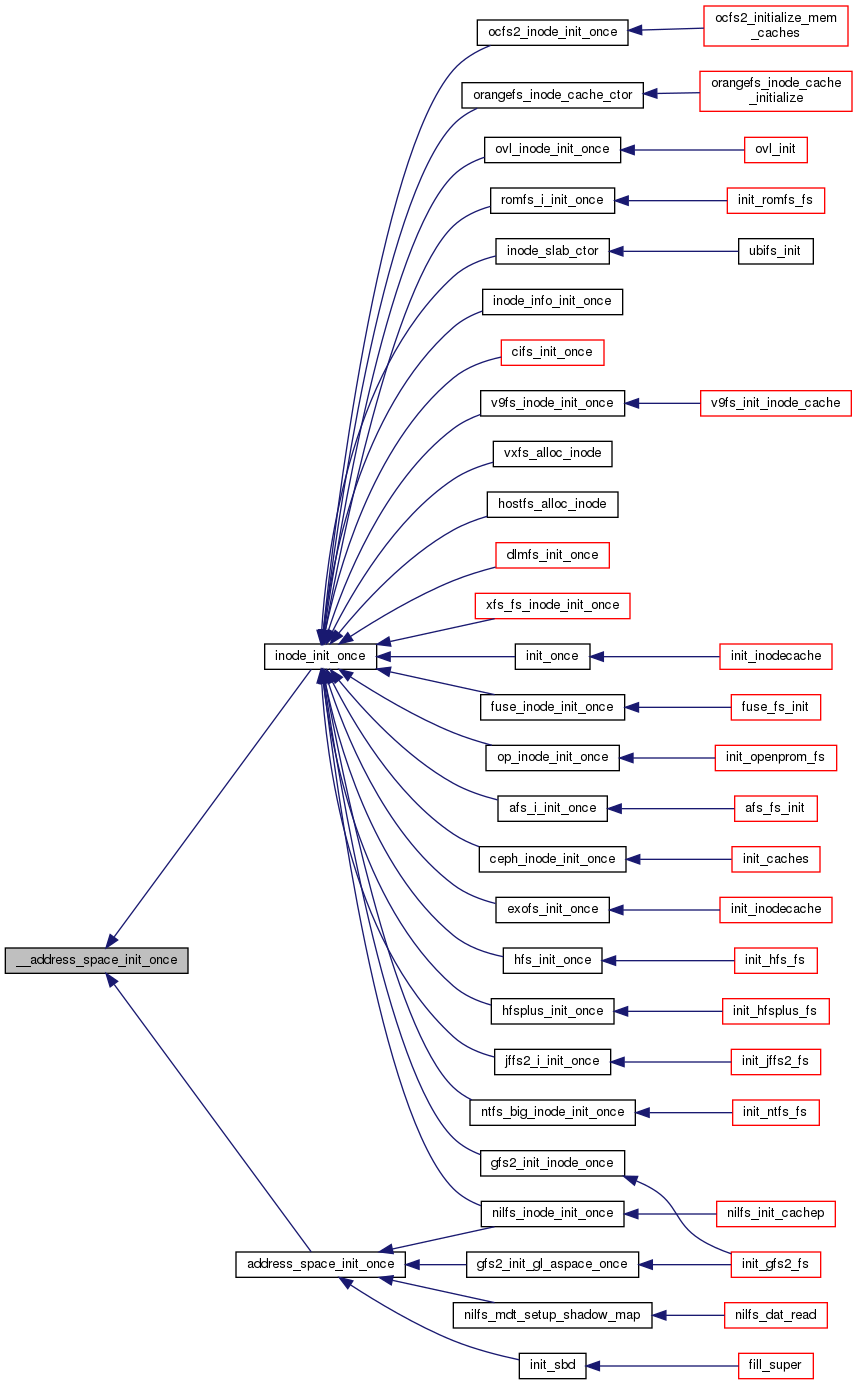 ocfs2_inode_init_once
ocfs2_initialize_mem
_caches
orangefs_inode_cache_ctor
orangefs_inode_cache
_initialize
ovl_inode_init_once
ovl_init
romfs_i_init_once
init_romfs_fs
inode_slab_ctor
ubifs_init
inode_info_init_once
cifs_init_once
v9fs_inode_init_once
v9fs_init_inode_cache
vxfs_alloc_inode
hostfs_alloc_inode
dlmfs_init_once
xfs_fs_inode_init_once
inode_init_once
init_once
init_inodecache
fuse_inode_init_once
fuse_fs_init
op_inode_init_once
init_openprom_fs
afs_i_init_once
afs_fs_init
ceph_inode_init_once
init_caches
exofs_init_once
init_inodecache
__address_space_init_once
hfs_init_once
init_hfs_fs
hfsplus_init_once
init_hfsplus_fs
jffs2_i_init_once
init_jffs2_fs
ntfs_big_inode_init_once
init_ntfs_fs
gfs2_init_inode_once
nilfs_inode_init_once
nilfs_init_cachep
address_space_init_once
gfs2_init_gl_aspace_once
init_gfs2_fs
nilfs_mdt_setup_shadow_map
nilfs_dat_read
init_sbd
fill_super